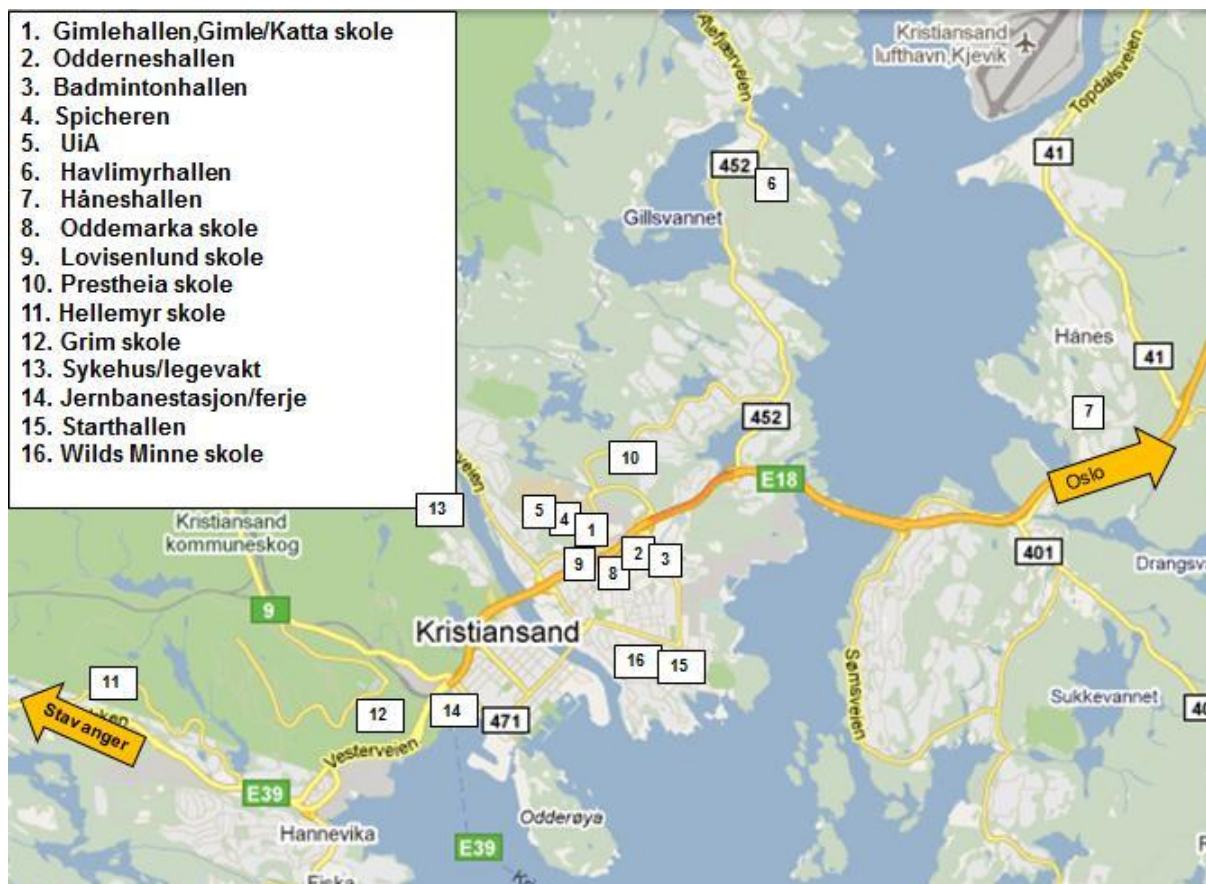 1. Gimlehallen,Gimle/Katta skole
2. Odderneshallen
3. Badmintonhallen
4. Spicheren
5. UiA
6. Havlimyrhallen
7. Håneshallen
8. Oddemarka skole
9. Lovisenlund skole
10. Prestheia skole
11. Hellemyr skole
12. Grim skole
13. Sykehus/legevakt
14. Jernbanestasjon/ferje
15. Starthallen
16. Wilds Minne skole
Ålefjærveien
Kristiansand
lufthavn,Kjevik
Topdalsveien
41
452
6
Gillsvannet
Hånes
41
7
452
10
Oslo
E18
13
5
4
1
Kristiansand
kommuneskog
2
3
9
8
401
Drangsv
9
Kristiansand
16
15
Sømsveien
Sukkevannet
11
12
14
471
40
Stavanger
Vesterveien
E39
Hannevika
Odderøya
E39
Fiska